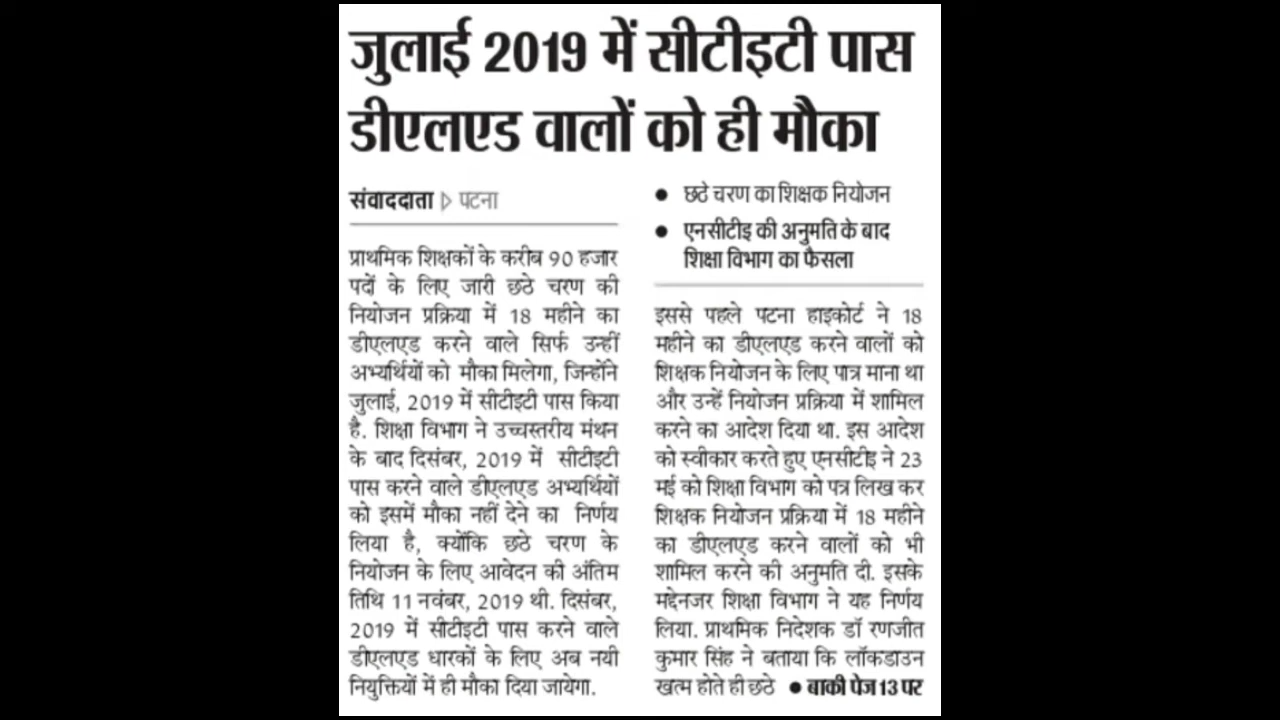 जुलाई 2019 में सीटीइटी पास
डीएलएड वालों को ही मौका
संवाददाता ▷ पटना
प्राथमिक शिक्षकों के करीब 90 हजार
पदों के लिए जारी छठे चरण की
नियोजन प्रक्रिया में 18 महीने का
डीएलएड करने वाले सिर्फ उन्हीं
अभ्यर्थियों को मौका मिलेगा, जिन्होंने
जुलाई, 2019 में सीटीइटी पास किया
है. शिक्षा विभाग ने उच्चस्तरीय मंथन
के बाद दिसंबर, 2019 में सीटीइटी
पास करने वाले डीएलएड अभ्यर्थियों
को इसमें मौका नहीं देने का निर्णय
लिया है, क्योंकि छठे चरण के
नियोजन के लिए आवेदन की अंतिम
तिथि 11 नवंबर, 2019 थी. दिसंबर,
2019 में सीटीइटी पास करने वाले
डीएलएड धारकों के लिए अब नयी
नियुक्तियों में ही मौका दिया जायेगा.
● छठे चरण का शिक्षक नियोजन
● एनसीटीइ की अनुमति के बाद
शिक्षा विभाग का फैसला
इससे पहले पटना हाइकोर्ट ने 18
महीने का डीएलएड करने वालों को
शिक्षक नियोजन के लिए पात्र माना था
और उन्हें नियोजन प्रक्रिया में शामिल
करने का आदेश दिया था. इस आदेश
को स्वीकार करते हुए एनसीटीइ ने 23
मई को शिक्षा विभाग को पत्र लिख कर
शिक्षक नियोजन प्रक्रिया में 18 महीने
का डीएलएड करने वालों को भी
शामिल करने की अनुमति दी. इसके
मद्देनजर शिक्षा विभाग ने यह निर्णय
लिया. प्राथमिक निदेशक डॉ रणजीत
कुमार सिंह ने बताया कि लॉकडाउन
खत्म होते ही छठे ● बाकी पेज 13 पर